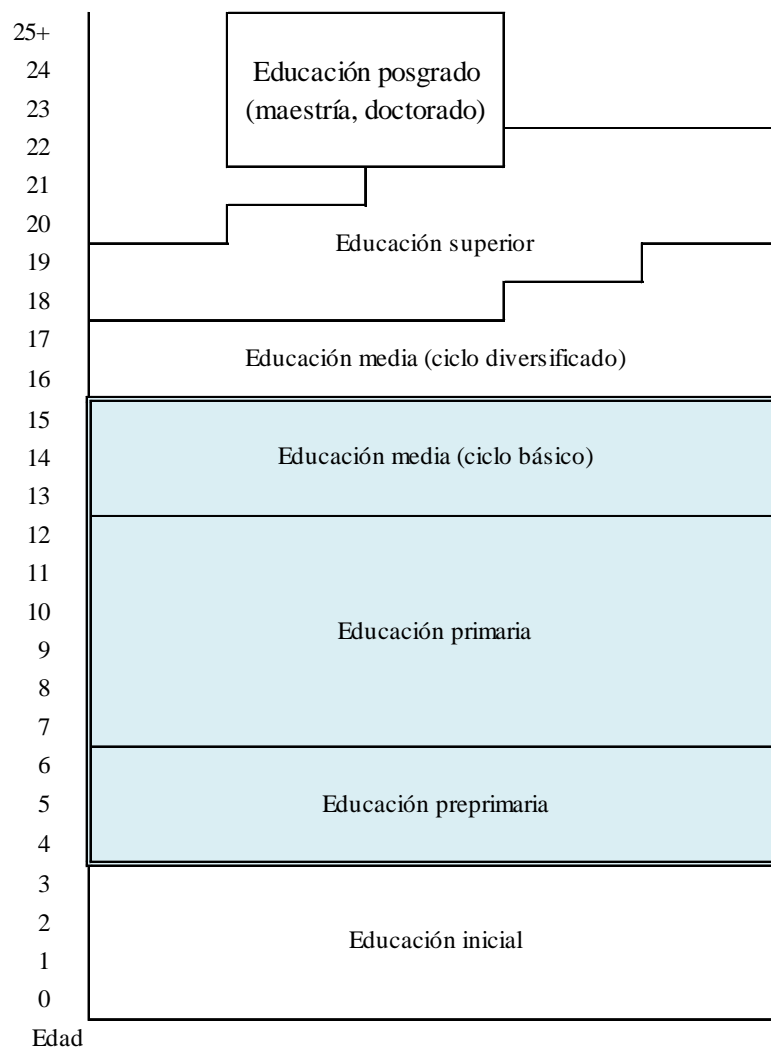 25+
24
23
22
21
20
19
18
17
16
15
14
13
12
11
10
9
8
7
6
5
4
3
2
1
0
Edad
Educación posgrado
(maestría, doctorado)
Educación superior
Educación media (ciclo diversificado)
Educación media (ciclo básico)
Educación primaria
Educación preprimaria
Educación inicial